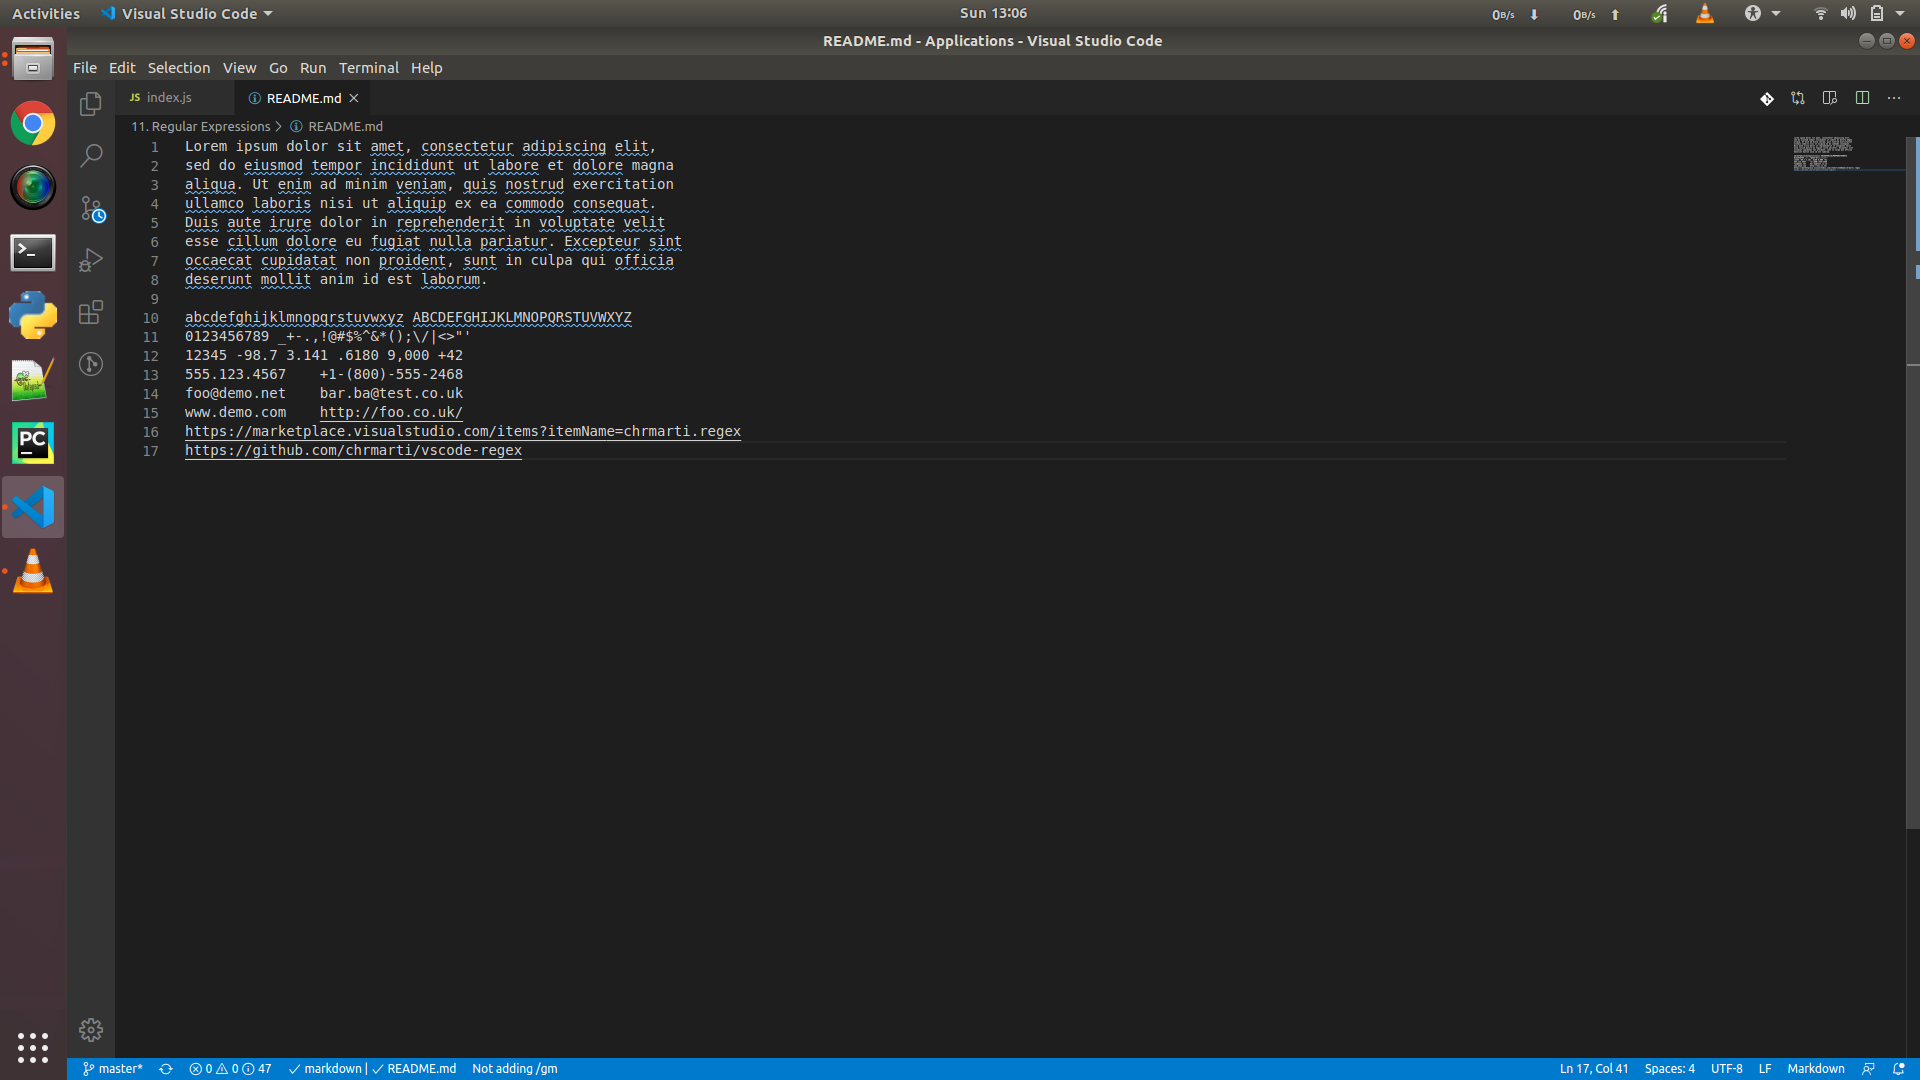 Activities Visual Studio Code Sun 13:06 0B/s 0B/s
README.md - Applications - Visual Studio Code
File Edit Selection View Go Run Terminal Help
JS index.js README.md
11. Regular Expressions > README.md
1 Lorem ipsum dolor sit amet, consectetur adipiscing elit,
2 sed do eiusmod tempor incididunt ut labore et dolore magna
3 aliqua. Ut enim ad minim veniam, quis nostrud exercitation
4 ullamco laboris nisi ut aliquip ex ea commodo consequat.
5 Duis aute irure dolor in reprehenderit in voluptate velit
6 esse cillum dolore eu fugiat nulla pariatur. Excepteur sint
7 occaecat cupidatat non proident, sunt in culpa qui officia
8 deserunt mollit anim id est laborum.
9
10 abcdefghijklmnopqrstuvwxyz ABCDEFGHIJKLMNOPQRSTUVWXYZ
11 0123456789 _+-.,!@#$%^&*();\/|<>"'
12 12345 -98.7 3.141 .6180 9,000 +42
13 555.123.4567    +1-(800)-555-2468
14 foo@demo.net    bar.ba@test.co.uk
15 www.demo.com    http://foo.co.uk/
16 https://marketplace.visualstudio.com/items?itemName=chrmarti.regex
17 https://github.com/chrmarti/vscode-regex
PC
master* 0 0 47 markdown | README.md Not adding /gm Ln 17, Col 41 Spaces: 4 UTF-8 LF Markdown